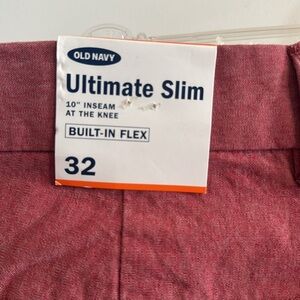 OLD NAVY
Ultimate Slim
10" INSEAM
AT THE KNEE
BUILT-IN FLEX
32